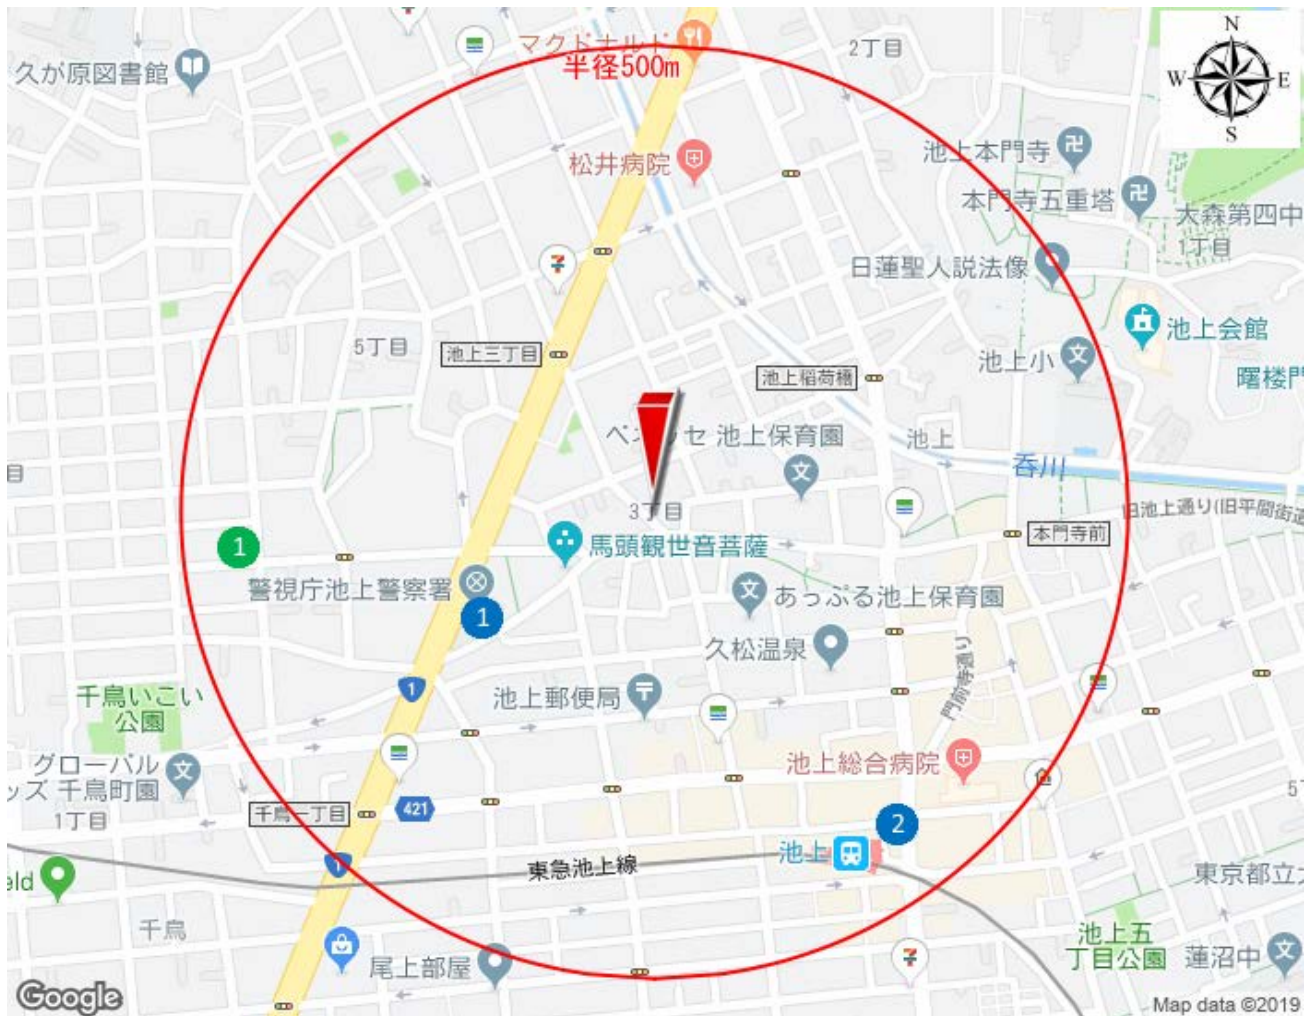 マクドナルド
半径500m
2丁目
N
W
E
S
久が原図書館
松井病院
池上本門寺
本門寺五重塔
大森第四中
1丁目
日蓮聖人説法像
池上会館
5丁目
池上三丁目
池上稲荷橋
池上小
曙楼門
セ 池上保育園
池上
呑川
目
3丁目
旧池上通り(旧平間街道
本門寺前
1
馬頭観世音菩薩
警視庁池上警察署
1
あっぷる池上保育園
久松温泉
門前寺通り
1
池上郵便局
千鳥いこい
公園
グローバル
ッズ 千鳥町園
1丁目
池上総合病院
千鳥一丁目
421
5丁
2
池上
1
東急池上線
eld
東京都立大
千鳥
尾上部屋
池上五
丁目公園
蓮沼中
Google
Map data ©2019